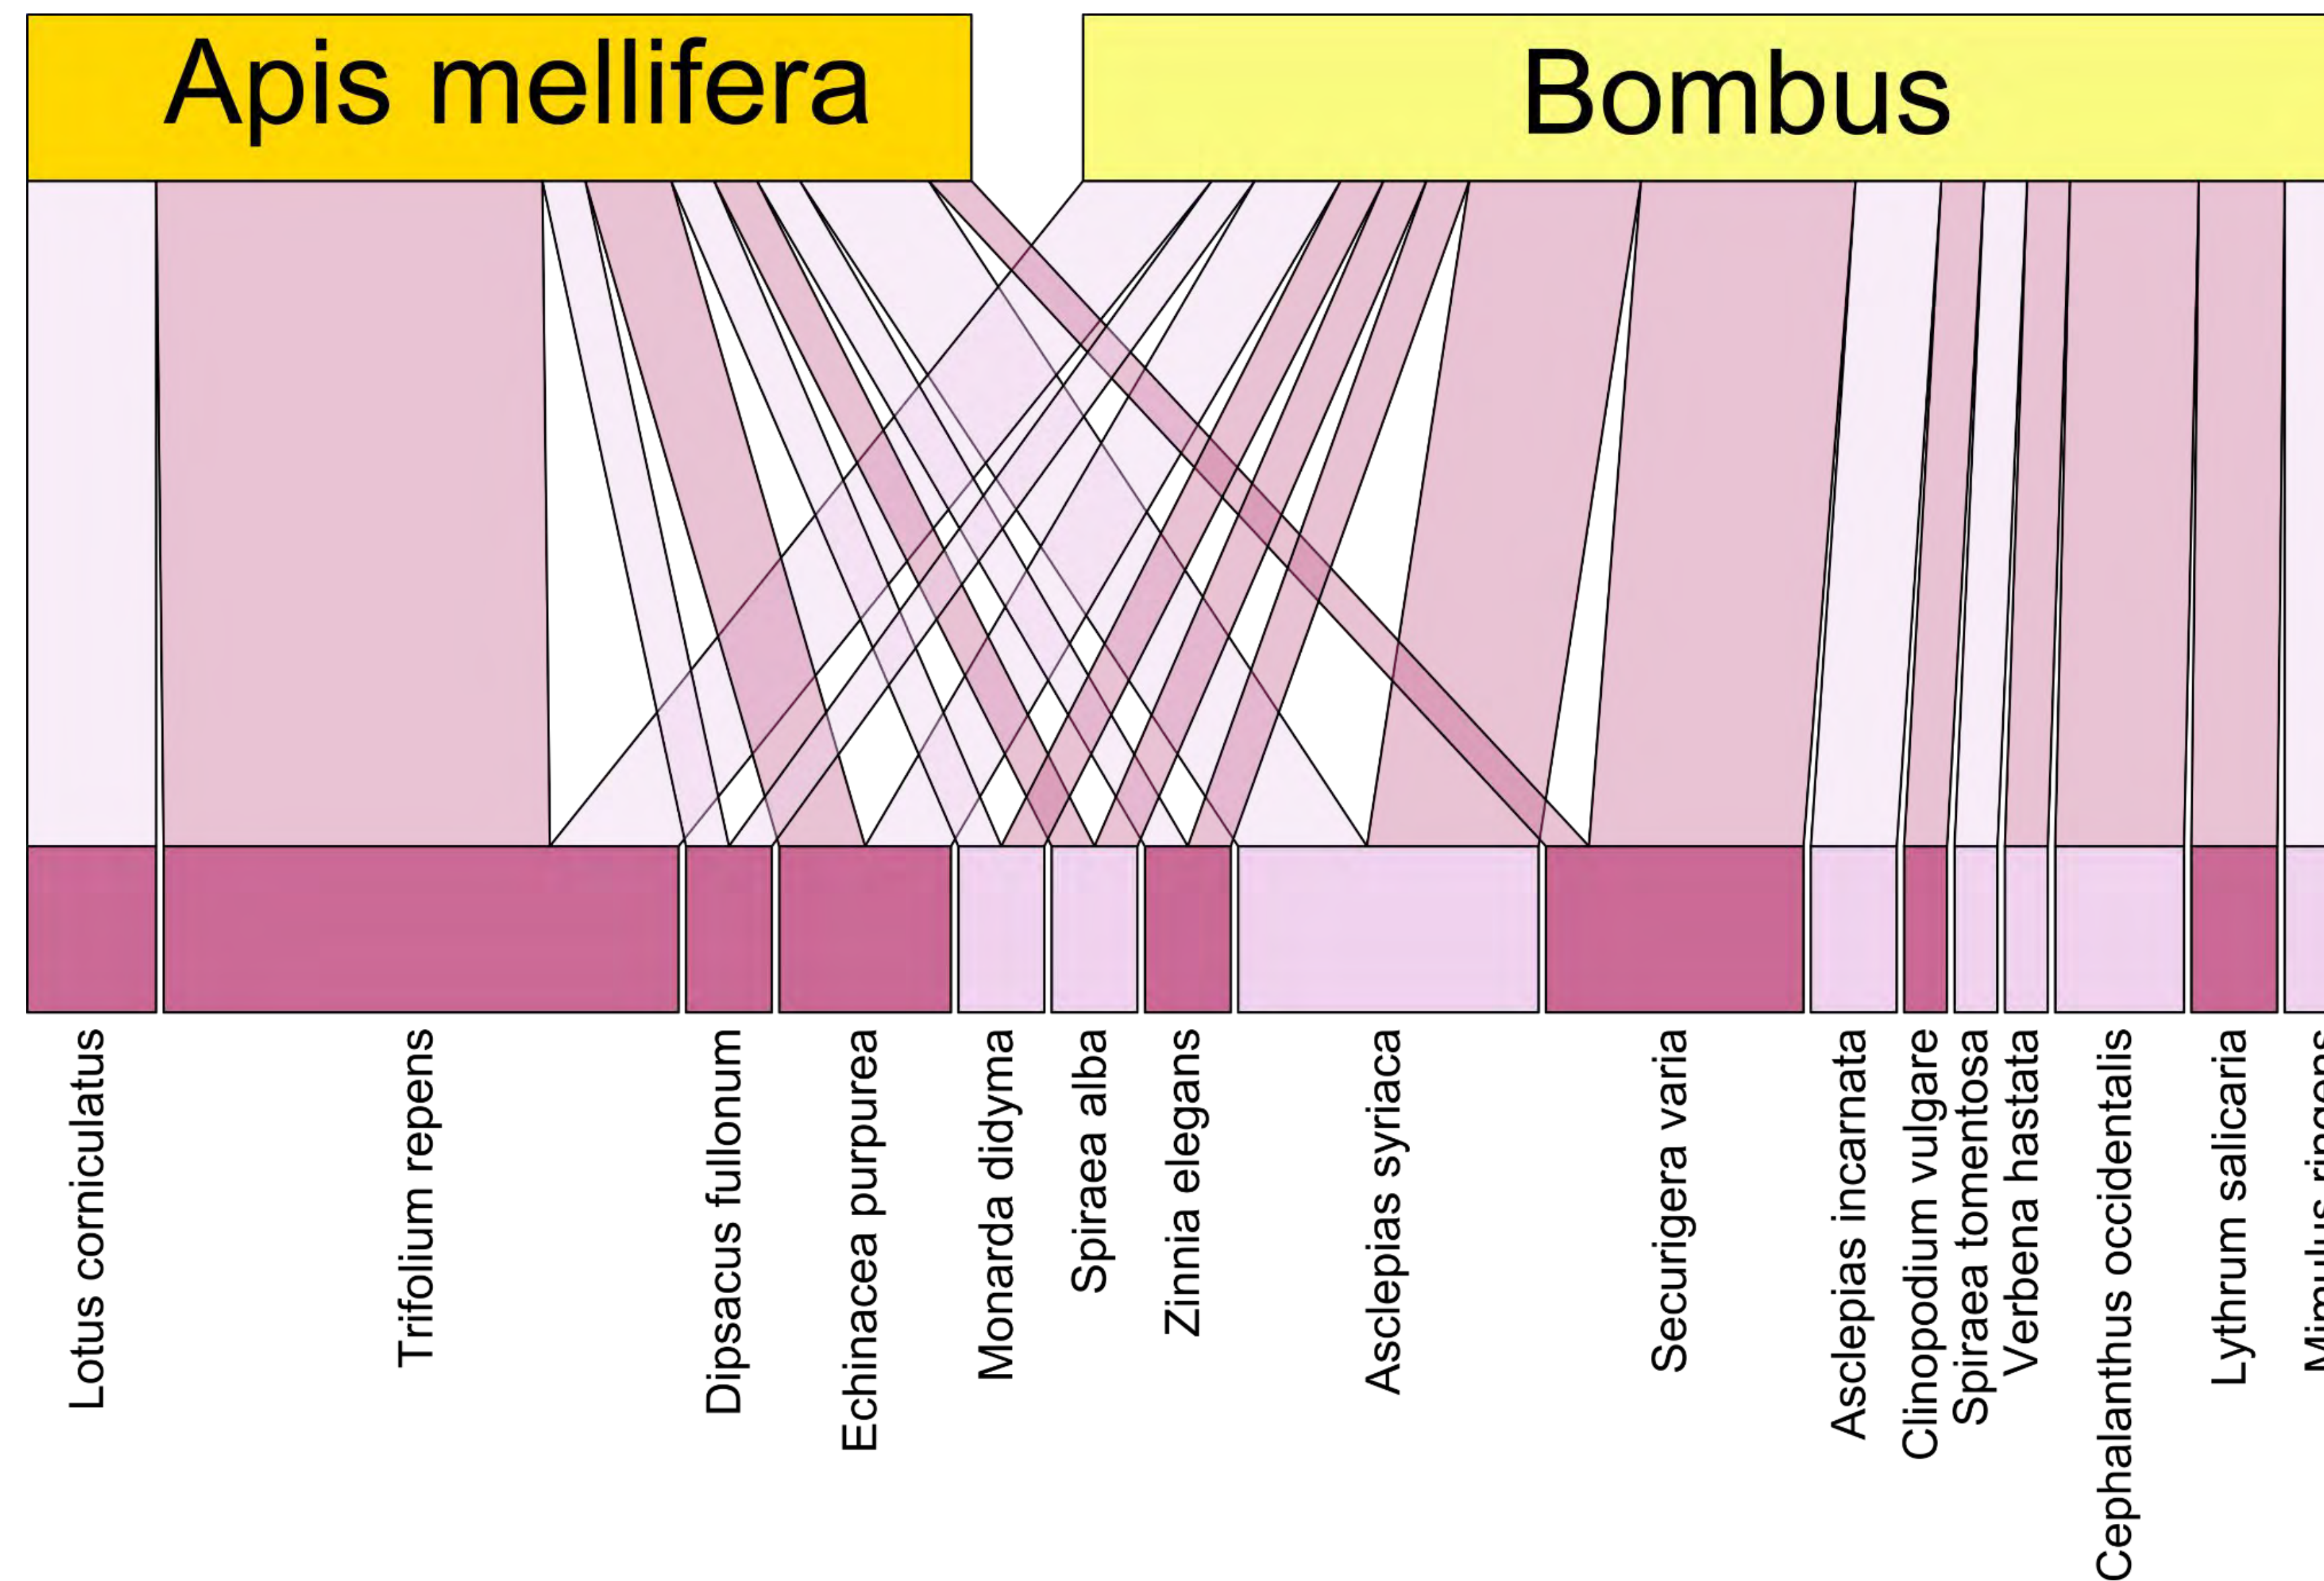 Apis mellifera
Bombus
Lotus corniculatus
Trifolium repens
Dipsacus fullonum
Echinacea purpurea
Monarda didyma
Spiraea alba
Zinnia elegans
Asclepias syriaca
Securigera varia
Asclepias incarnata
Clinopodium vulgare
Spiraea tomentosa
Verbena hastata
Cephalanthus occidentalis
Lythrum salicaria